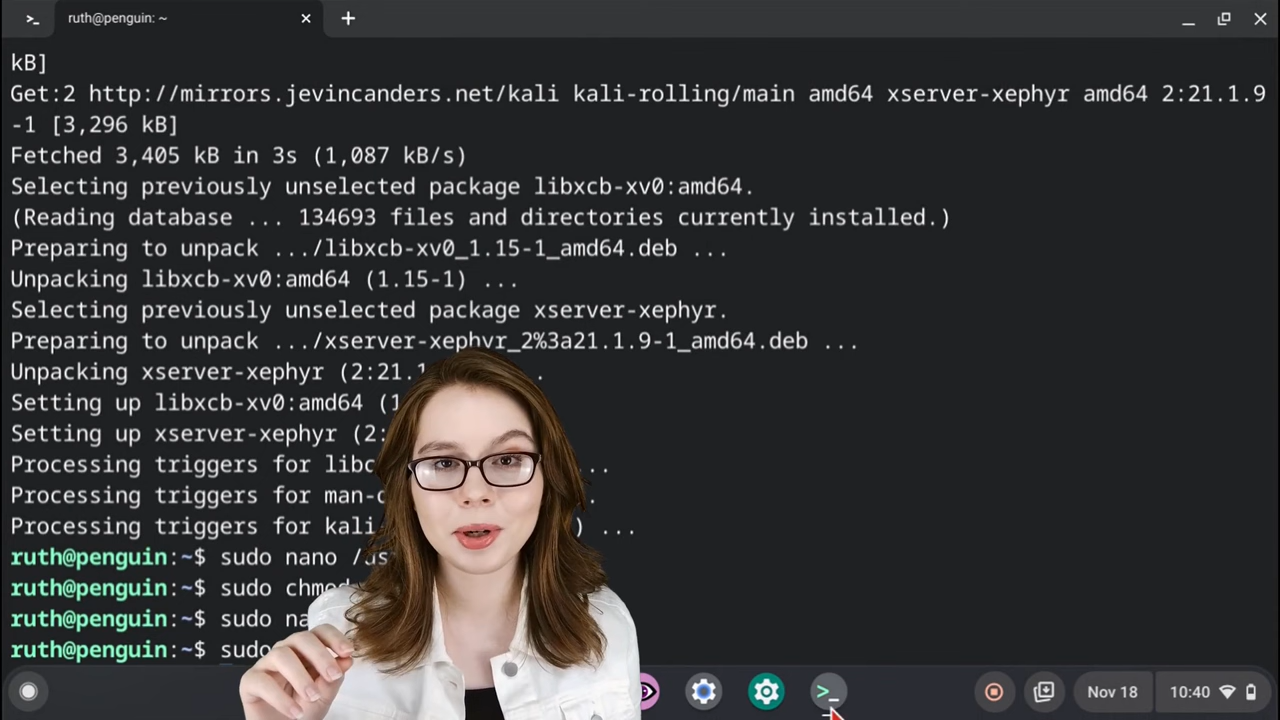 ruth@penguin: ~
kB]
Get:2 http://mirrors.jevincanders.net/kali kali-rolling/main amd64 xserver-xephyr amd64 2:21.1.9
-1 [3,296 kB]
Fetched 3,405 kB in 3s (1,087 kB/s)
Selecting previously unselected package libxcb-xv0:amd64.
(Reading database ... 134693 files and directories currently installed.)
Preparing to unpack .../libxcb-xv0_1.15-1_amd64.deb ...
Unpacking libxcb-xv0:amd64 (1.15-1) ...
Selecting previously unselected package xserver-xephyr.
Preparing to unpack .../xserver-xephyr_2%3a21.1.9-1_amd64.deb ...
Unpacking xserver-xephyr (2:21.1 .
Setting up libxcb-xv0:amd64 (1
Setting up xserver-xephyr (2:
Processing triggers for libc ...
Processing triggers for man- .
Processing triggers for kali ) ...
ruth@penguin:~$ sudo nano
ruth@penguin:~$ sudo chmod
ruth@penguin:~$ sudo na
ruth@penguin:~$ sudo
Nov 18 10:40